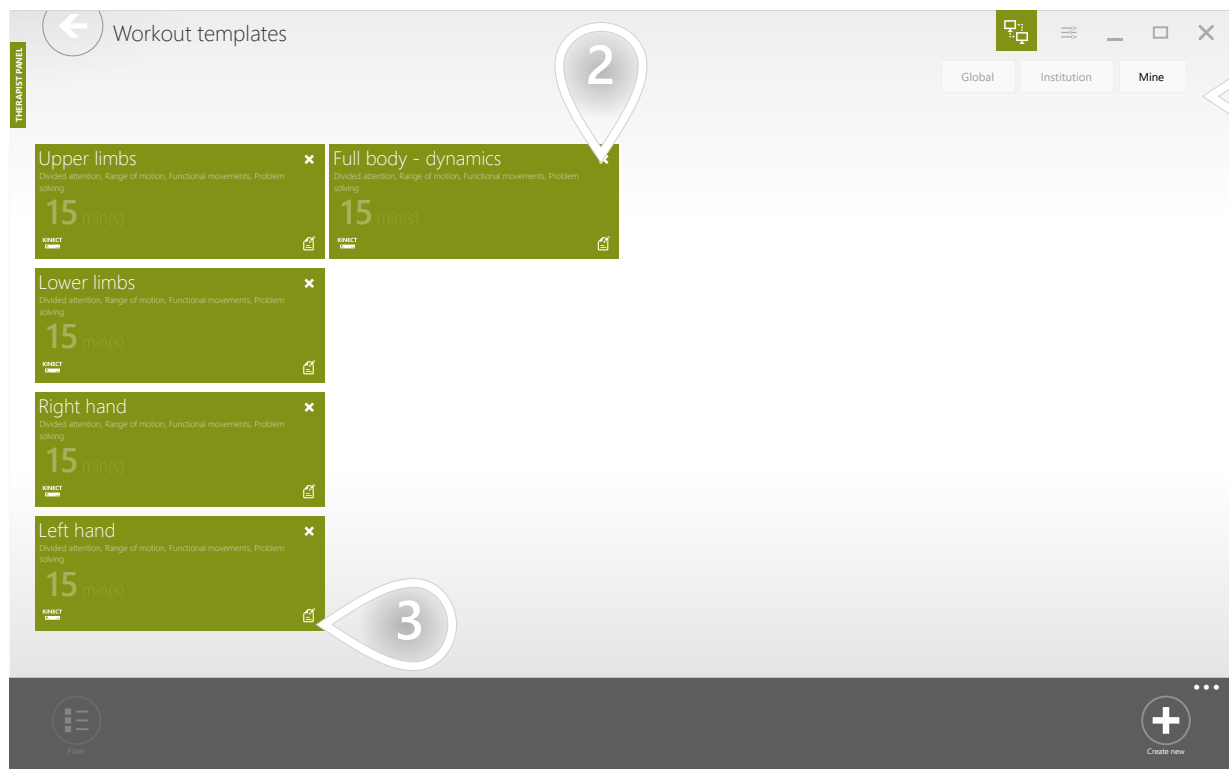 Workout templates
THERAPIST PANEL
Global
Institution
Mine
2
Upper limbs
Divided attention, Range of motion, Functional movements, Problem
solving
15 min(s)
KINECT
Full body - dynamics
Divided attention, Range of motion, Functional movements, Problem
solving
15 min(s)
KINECT
Lower limbs
Divided attention, Range of motion, Functional movements, Problem
solving
15 min(s)
KINECT
Right hand
Divided attention, Range of motion, Functional movements, Problem
solving
15 min(s)
KINECT
Left hand
Divided attention, Range of motion, Functional movements, Problem
solving
15 min(s)
KINECT
3
Filter
Create new